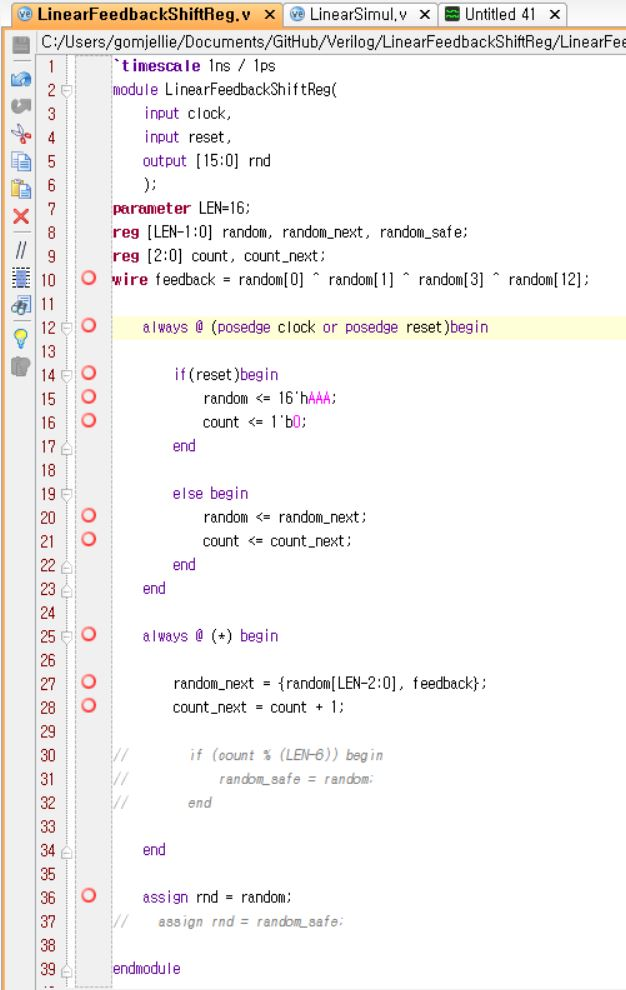 LinearFeedbackShiftReg.v × LinearSimul.v × Untitled 41 ×
C:/Users/gomjellie/Documents/GitHub/Verilog/LinearFeedbackShiftReg/LinearFee
1 `timescale 1ns / 1ps
2 module LinearFeedbackShiftReg(
3     input clock,
4     input reset,
5     output [15:0] rnd
6     );
7 parameter LEN=16;
8 reg [LEN-1:0] random, random_next, random_safe;
9 reg [2:0] count, count_next;
10 wire feedback = random[0] ^ random[1] ^ random[3] ^ random[12];
11
12     always @ (posedge clock or posedge reset)begin
13
14         if(reset)begin
15             random <= 16'hAAA;
16             count <= 1'b0;
17         end
18
19         else begin
20             random <= random_next;
21             count <= count_next;
22         end
23     end
24
25     always @ (*) begin
26
27         random_next = {random[LEN-2:0], feedback};
28         count_next = count + 1;
29
30 //        if (count % (LEN-6)) begin
31 //            random_safe = random;
32 //        end
33
34     end
35
36     assign rnd = random;
37 //    assign rnd = random_safe;
38
39 endmodule